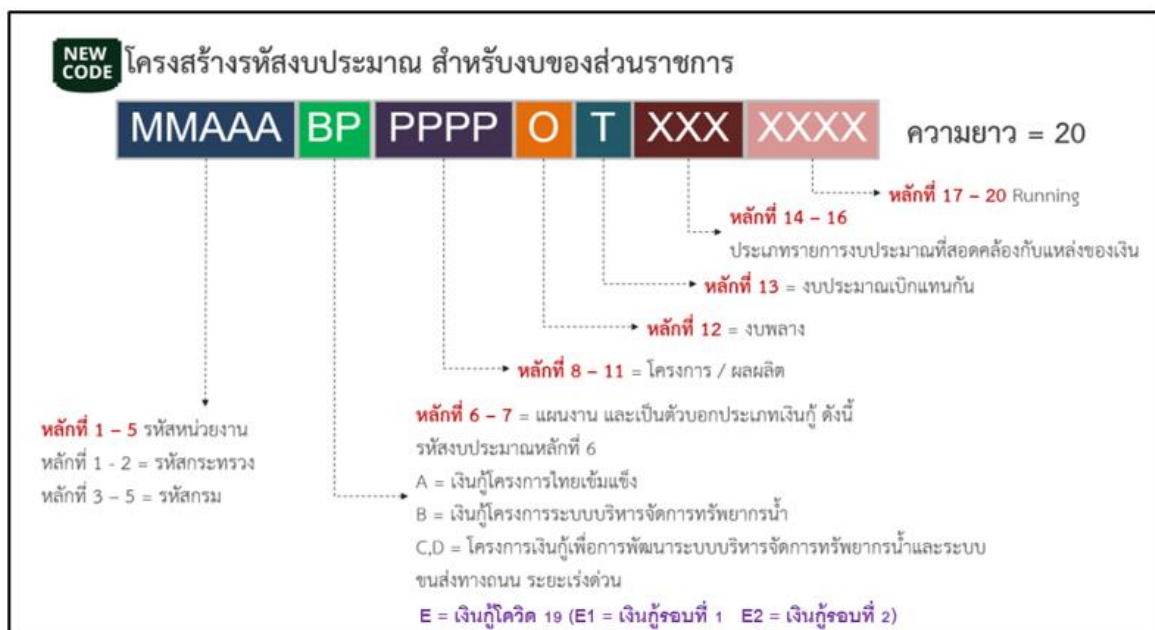 NEW
CODE
โครงสร้างรหัสงบประมาณ สำหรับงบของส่วนราชการ
MMAAA BP PPPP O T XXX XXXX ความยาว = 20
หลักที่ 17 – 20 Running
หลักที่ 14 – 16
ประเภทรายการงบประมาณที่สอดคล้องกับแหล่งของเงิน
หลักที่ 13 = งบประมาณเบิกแทนกัน
หลักที่ 12 = งบพลาง
หลักที่ 8 – 11 = โครงการ / ผลผลิต
หลักที่ 1 – 5 รหัสหน่วยงาน
หลักที่ 1 - 2 = รหัสกระทรวง
หลักที่ 3 – 5 = รหัสกรม
หลักที่ 6 – 7 = แผนงาน และเป็นตัวบอกประเภทเงินกู้ ดังนี้
รหัสงบประมาณหลักที่ 6
A = เงินกู้โครงการไทยเข้มแข็ง
B = เงินกู้โครงการระบบบริหารจัดการทรัพยากรน้ำ
C,D = โครงการเงินกู้เพื่อการพัฒนาระบบบริหารจัดการทรัพยากรน้ำและระบบ
ขนส่งทางถนน ระยะเร่งด่วน
E = เงินกู้โควิด 19 (E1 = เงินกู้รอบที่ 1 E2 = เงินกู้รอบที่ 2)